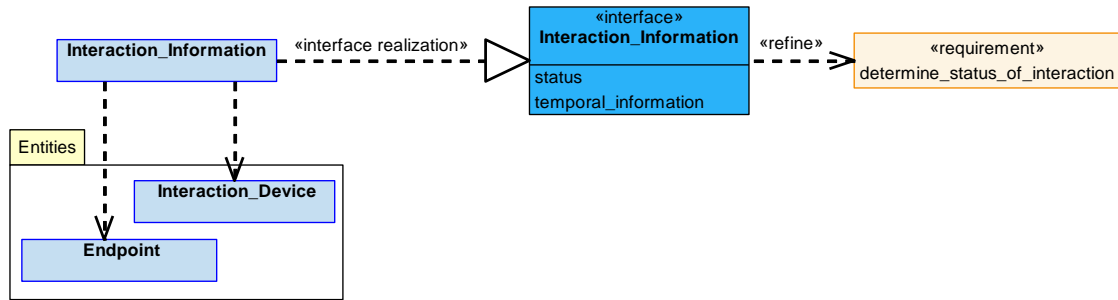 Interaction_Information
«interface realization»
«interface»
Interaction_Information
status
temporal_information
«refine»
«requirement»
determine_status_of_interaction
Entities
Interaction_Device
Endpoint